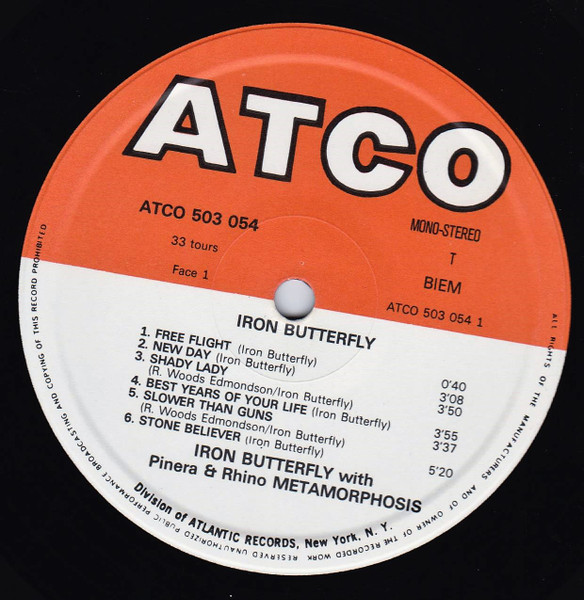 ATCO
ATCO 503 054
33 tours
Face 1
MONO-STEREO
T
BIEM
ATCO 503 054 1
IRON BUTTERFLY
1. FREE FLIGHT (Iron Butterfly) 0'40
2. NEW DAY (Iron Butterfly) 3'08
3. SHADY LADY 3'50
(R. Woods Edmondson/Iron Butterfly)
4. BEST YEARS OF YOUR LIFE (Iron Butterfly) 3'55
5. SLOWER THAN GUNS 3'37
(R. Woods Edmondson/Iron Butterfly)
6. STONE BELIEVER (Iron Butterfly) 5'20
IRON BUTTERFLY with
Pinera & Rhino METAMORPHOSIS
Division of ATLANTIC RECORDS, New York, N. Y.
ALL RIGHTS OF THE MANUFACTURERS AND OF OWNER OF THE RECORDED WORK RESERVED UNAUTHORIZED PUBLIC PERFORMANCE BROADCASTING AND COPYING OF THIS RECORD PROHIBITED